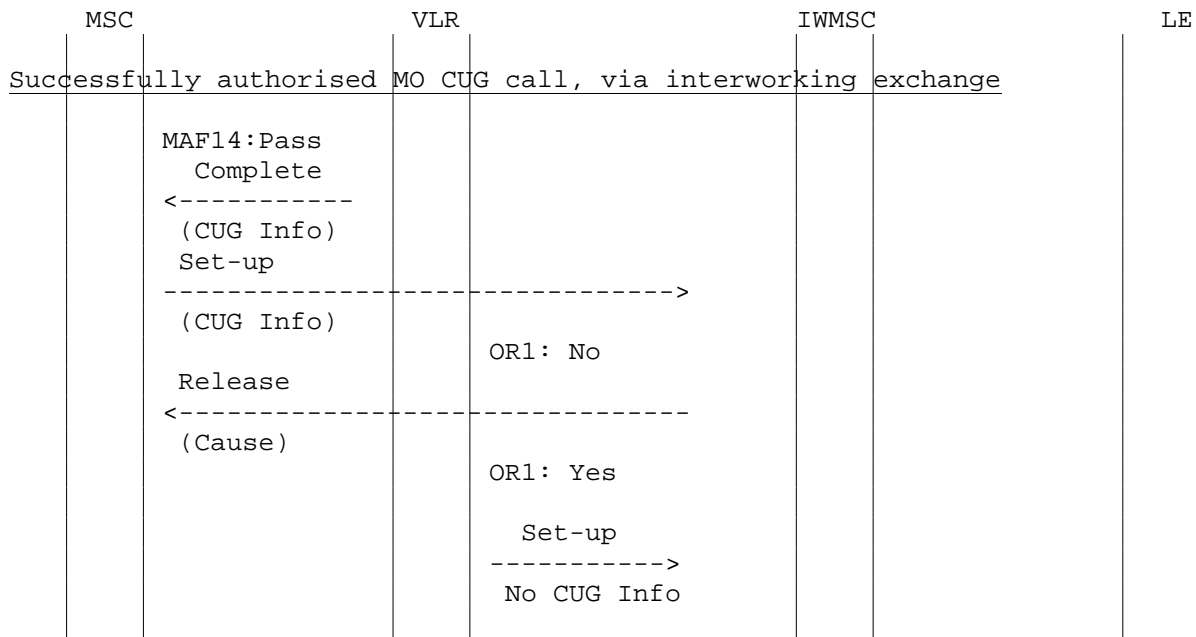 MSC VLR IWMSC LE
Successfully authorised MO CUG call, via interworking exchange
MAF14:Pass
Complete
<-----------
(CUG Info)
Set-up
-------------------------------->
(CUG Info)
OR1: No
Release
<--------------------------------
(Cause)
OR1: Yes
Set-up
----------->
No CUG Info